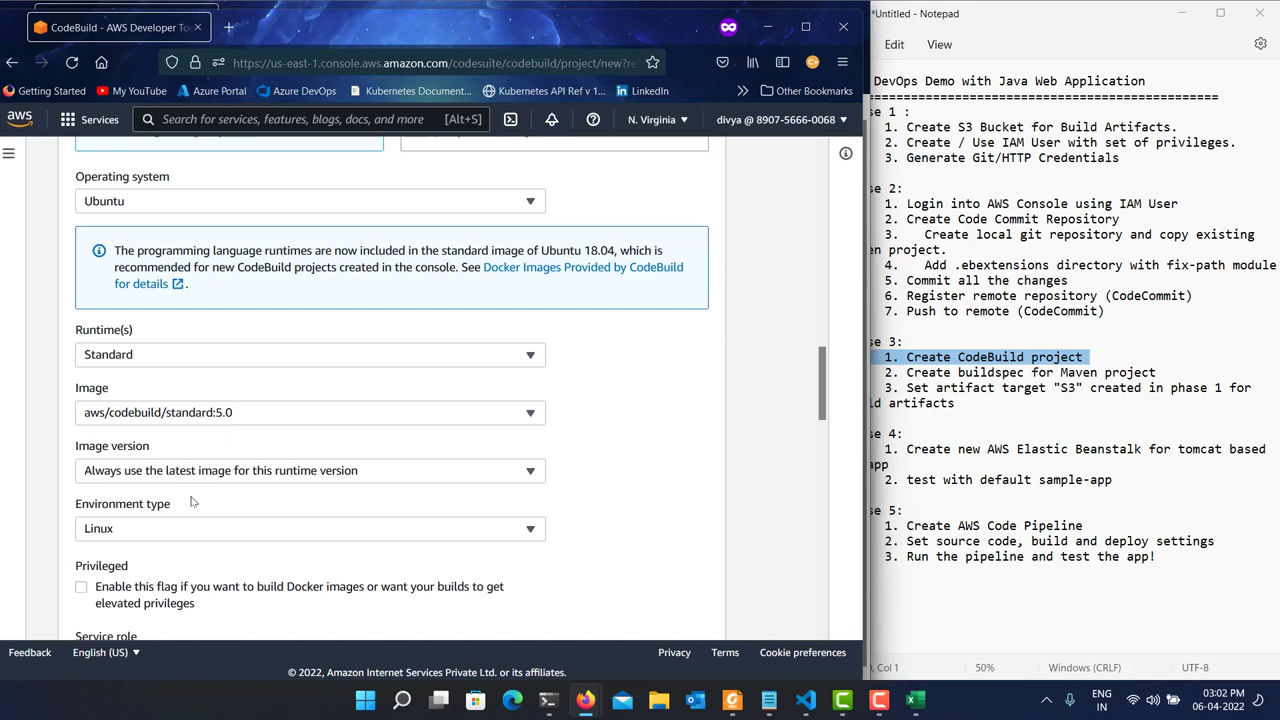 CodeBuild - AWS Developer To
https://us-east-1.console.aws.amazon.com/codesuite/codebuild/project/new?re
Getting Started
My YouTube
Azure Portal
Azure DevOps
Kubernetes Document...
Kubernetes API Ref v 1...
LinkedIn
Other Bookmarks
aws
Services
Search for services, features, blogs, docs, and more [Alt+S]
N. Virginia
divya @ 8907-5666-0068
Operating system
Ubuntu
The programming language runtimes are now included in the standard image of Ubuntu 18.04, which is
recommended for new CodeBuild projects created in the console. See Docker Images Provided by CodeBuild
for details .
Runtime(s)
Standard
Image
aws/codebuild/standard:5.0
Image version
Always use the latest image for this runtime version
Environment type
Linux
Privileged
Enable this flag if you want to build Docker images or want your builds to get
elevated privileges
Service role
Feedback
English (US)
Privacy
Terms
Cookie preferences
© 2022, Amazon Internet Services Private Ltd. or its affiliates.
*Untitled - Notepad
Edit View
DevOps Demo with Java Web Application
=============================================
se 1 :
1. Create S3 Bucket for Build Artifacts.
2. Create / Use IAM User with set of privileges.
3. Generate Git/HTTP Credentials
se 2:
1. Login into AWS Console using IAM User
2. Create Code Commit Repository
3. Create local git repository and copy existing
en project.
4. Add .ebextensions directory with fix-path module
5. Commit all the changes
6. Register remote repository (CodeCommit)
7. Push to remote (CodeCommit)
se 3:
1. Create CodeBuild project
2. Create buildspec for Maven project
3. Set artifact target "S3" created in phase 1 for
ld artifacts
se 4:
1. Create new AWS Elastic Beanstalk for tomcat based
app
2. test with default sample-app
se 5:
1. Create AWS Code Pipeline
2. Set source code, build and deploy settings
3. Run the pipeline and test the app!
0, Col 1
50%
Windows (CRLF)
UTF-8
ENG
IN
03:02 PM
06-04-2022